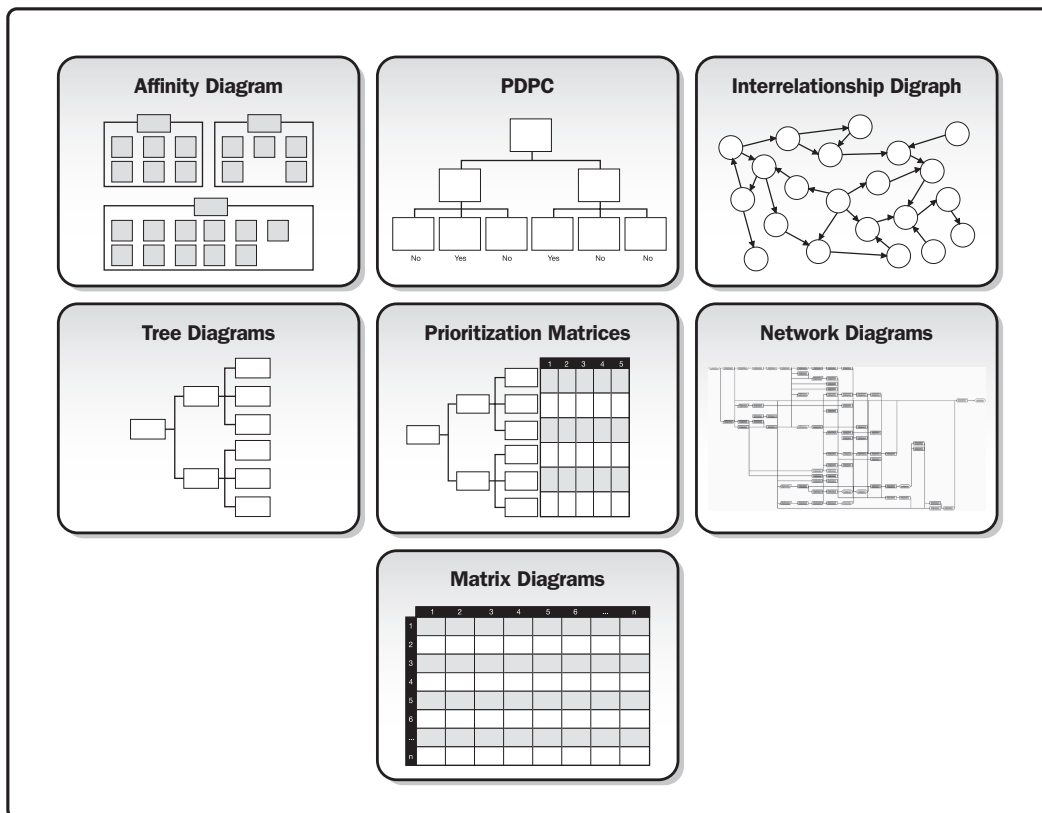 Affinity Diagram
PDPC
No Yes No Yes No No
Interrelationship Digraph
Tree Diagrams
Prioritization Matrices
1 2 3 4 5
Network Diagrams
Matrix Diagrams
1 2 3 4 5 6 ... n
1
2
3
4
5
6
...
n